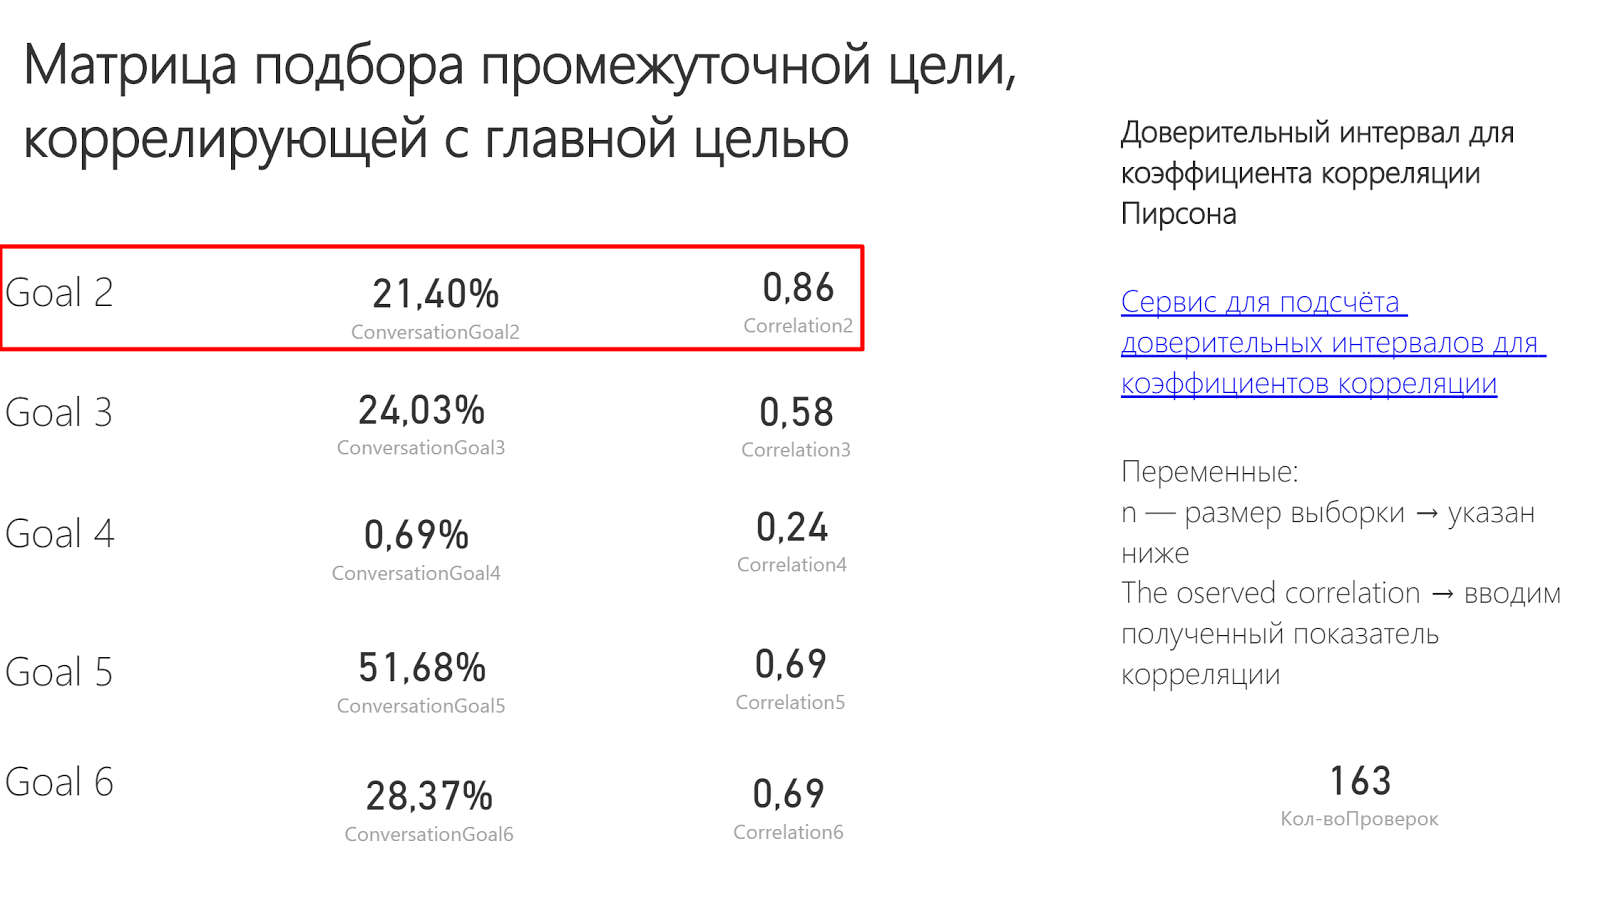 Матрица подбора промежуточной цели,
коррелирующей с главной целью
Goal 2
21,40%
ConversationGoal2
0,86
Correlation2
Goal 3
24,03%
ConversationGoal3
0,58
Correlation3
Goal 4
0,69%
ConversationGoal4
0,24
Correlation4
Goal 5
51,68%
ConversationGoal5
0,69
Correlation5
Goal 6
28,37%
ConversationGoal6
0,69
Correlation6
Доверительный интервал для
коэффициента корреляции
Пирсона
Сервис для подсчёта
доверительных интервалов для
коэффициентов корреляции
Переменные:
n — размер выборки → указан
ниже
The oserved correlation → вводим
полученный показатель
корреляции
163
Кол-воПроверок